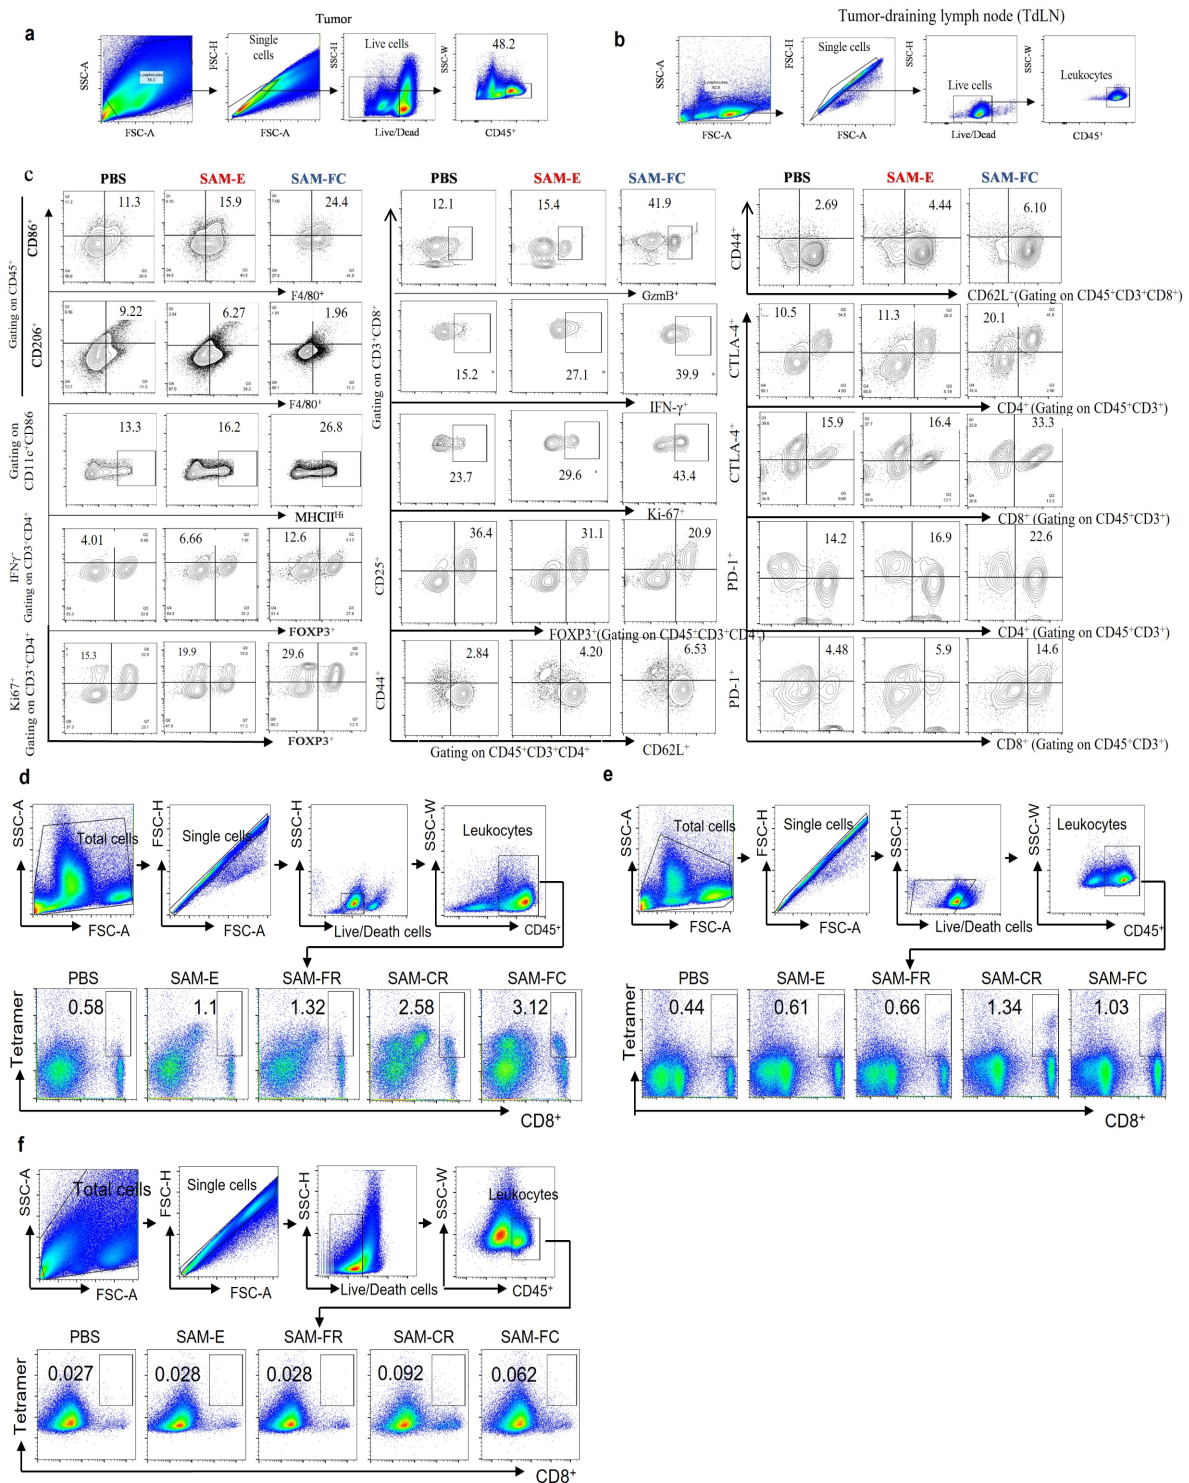 Tumor
Tumor-draining lymph node (TdLN)
a
SSC-A
FSC-A
FSC-H
Single
cells
FSC-A
SSC-H
Live cells
Live/Dead
SSC-W
48.2
CD45⁺
b
SSC-A
FSC-A
FSC-H
Single cells
FSC-A
SSC-H
Live cells
Live/Dead
SSC-W
Leukocytes
CD45⁺
c
PBS SAM-E SAM-FC
Gating on CD45⁺
CD86⁺
11.3 15.9 24.4
F4/80⁺
CD206⁺
9.22 6.27 1.96
F4/80⁺
Gating on
CD11c⁺CD86
13.3 16.2 26.8
MHCII^Hi
IFNγ⁺
Gating on CD3⁺CD4⁺
4.01 6.66 12.6
FOXP3⁺
Ki67⁺
Gating on CD3⁺CD4⁺
15.3 19.9 29.6
FOXP3⁺
PBS SAM-E SAM-FC
Gating on CD3⁺CD8⁺
12.1 15.4 41.9
GzmB⁺
15.2 27.1 39.9
IFN-γ⁺
23.7 29.6 43.4
Ki-67⁺
CD25⁺
36.4 31.1 20.9
FOXP3⁺(Gating on CD45⁺CD3⁺CD4⁺)
CD44⁺
2.84 4.20 6.53
Gating on CD45⁺CD3⁺CD4⁺ CD62L⁺
PBS SAM-E SAM-FC
CD44⁺
2.69 4.44 6.10
CD62L⁺(Gating on CD45⁺CD3⁺CD8⁺)
CTLA-4⁺
10.5 11.3 20.1
CD4⁺ (Gating on CD45⁺CD3⁺)
CTLA-4⁺
15.9 16.4 33.3
CD8⁺ (Gating on CD45⁺CD3⁺)
PD-1⁺
14.2 16.9 22.6
CD4⁺ (Gating on CD45⁺CD3⁺)
PD-1⁺
4.48 5.9 14.6
CD8⁺ (Gating on CD45⁺CD3⁺)
d
SSC-A
Total cells
FSC-A
FSC-H
Single cells
FSC-A
SSC-H
Live/Death cells
SSC-W
Leukocytes
CD45⁺
PBS SAM-E SAM-FR SAM-CR SAM-FC
Tetramer
0.58 1.1 1.32 2.58 3.12
CD8⁺
e
SSC-A
Total cells
FSC-A
FSC-H
Single cells
FSC-A
SSC-H
Live/Death cells
SSC-W
Leukocytes
CD45⁺
PBS SAM-E SAM-FR SAM-CR SAM-FC
Tetramer
0.44 0.61 0.66 1.34 1.03
CD8⁺
f
SSC-A
Total cells
FSC-A
FSC-H
Single cells
FSC-A
SSC-H
Live/Death cells
SSC-W
Leukocytes
CD45⁺
PBS SAM-E SAM-FR SAM-CR SAM-FC
Tetramer
0.027 0.028 0.028 0.092 0.062
CD8⁺